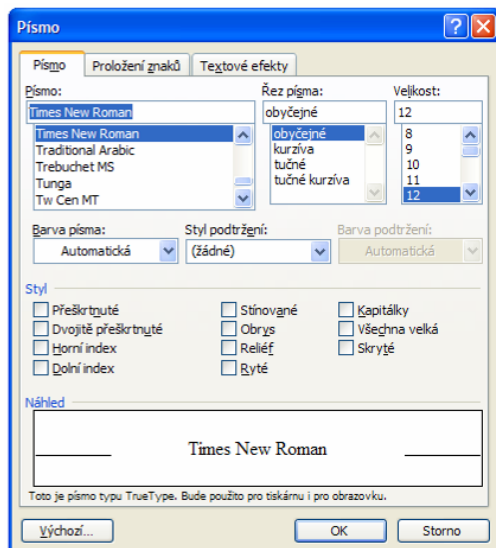 Písmo
Písmo Proložení znaků Textové efekty
Písmo: Řez písma: Velikost:
Times New Roman obyčejné 12
Times New Roman obyčejné 8
Traditional Arabic kurzíva 9
Trebuchet MS tučné 10
Tunga tučné kurzíva 11
Tw Cen MT 12
Barva písma: Styl podtržení: Barva podtržení:
Automatická (žádné) Automatická
Styl
Přeškrtnuté Stínované Kapitálky
Dvojitě přeškrtnuté Obrys Všechna velká
Horní index Reliéf Skryté
Dolní index Ryté
Náhled
Times New Roman
Toto je písmo typu TrueType. Bude použito pro tiskárnu i pro obrazovku.
Výchozí... OK Storno